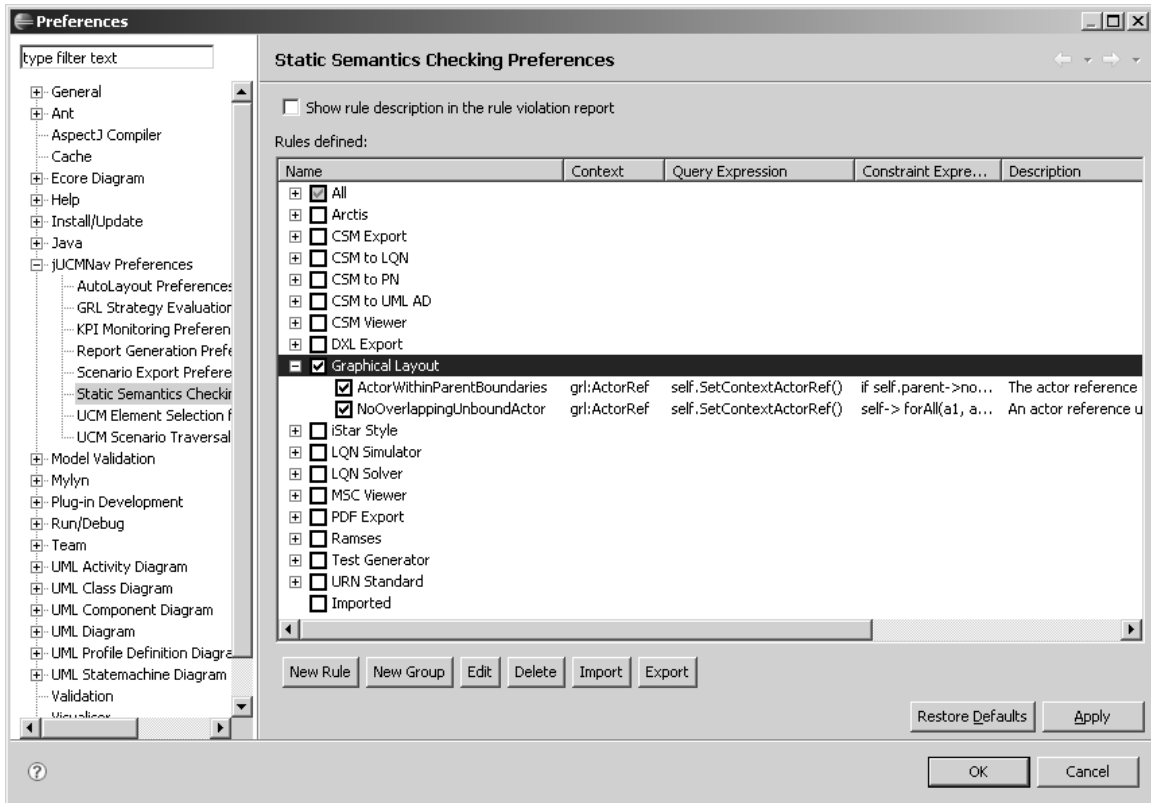 Preferences
type filter text
General
Ant
AspectJ Compiler
Cache
Ecore Diagram
Help
Install/Update
Java
jUCMNav Preferences
AutoLayout Preferences
GRL Strategy Evaluation
KPI Monitoring Preferen
Report Generation Prefe
Scenario Export Prefere
Static Semantics Checkin
UCM Element Selection f
UCM Scenario Traversal
Model Validation
Mylyn
Plug-in Development
Run/Debug
Team
UML Activity Diagram
UML Class Diagram
UML Component Diagram
UML Diagram
UML Profile Definition Diagra
UML Statemachine Diagram
Validation
Visualiser
Static Semantics Checking Preferences
Show rule description in the rule violation report
Rules defined:
Name Context Query Expression Constraint Expre... Description
All
Arctis
CSM Export
CSM to LQN
CSM to PN
CSM to UML AD
CSM Viewer
DXL Export
Graphical Layout
ActorWithinParentBoundaries grl:ActorRef self.SetContextActorRef() if self.parent->no... The actor reference
NoOverlappingUnboundActor grl:ActorRef self.SetContextActorRef() self-> forAll(a1, a... An actor reference u
iStar Style
LQN Simulator
LQN Solver
MSC Viewer
PDF Export
Ramses
Test Generator
URN Standard
Imported
New Rule New Group Edit Delete Import Export
Restore Defaults Apply
OK Cancel